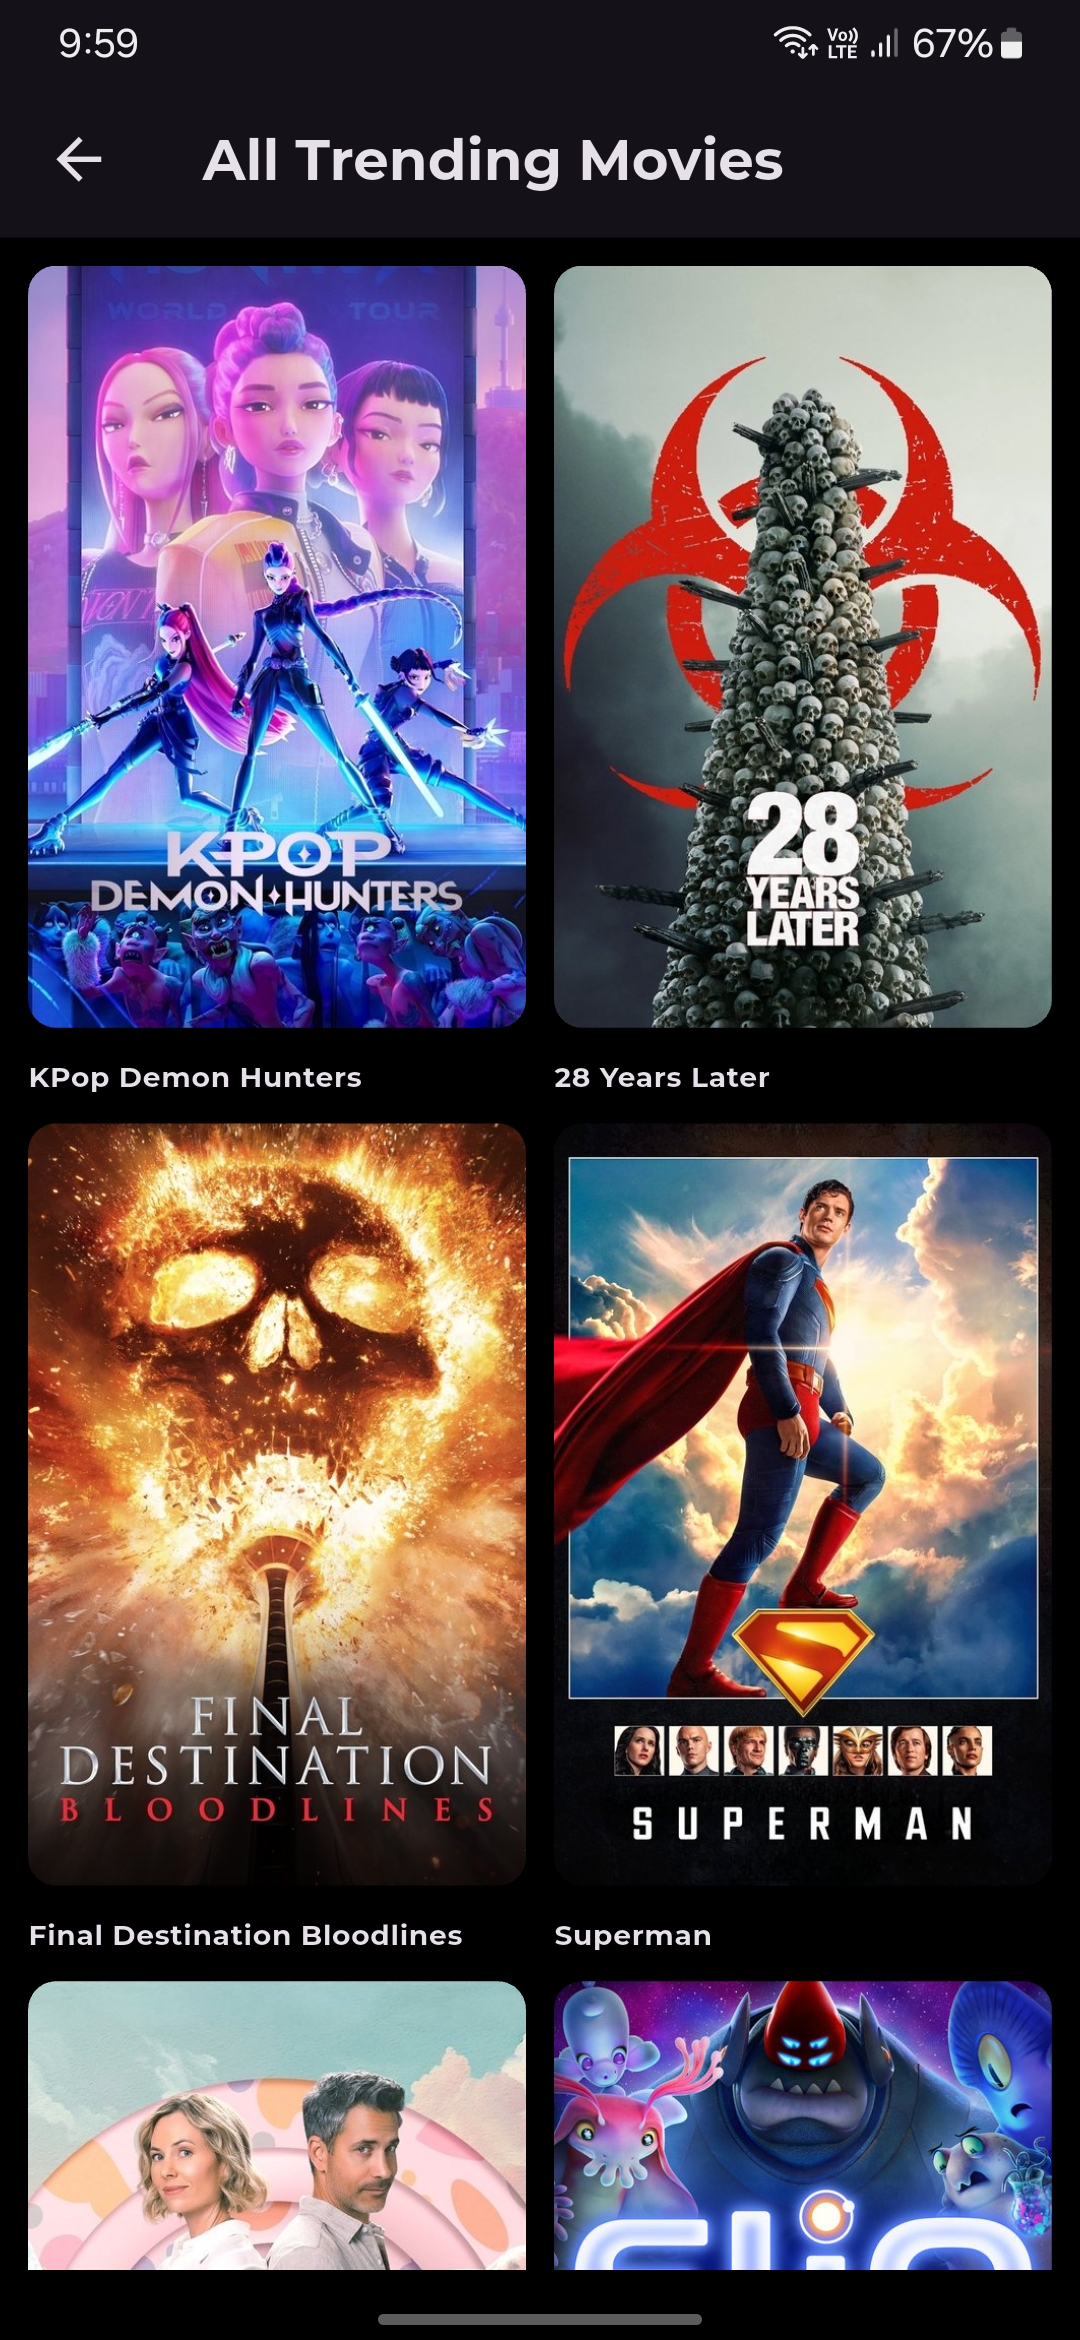 9:59
Vo))
LTE
67%
All Trending Movies
WORLD TOUR
KPOP
DEMON HUNTERS
28
YEARS
LATER
KPop Demon Hunters
28 Years Later
FINAL
DESTINATION
BLOODLINES
SUPERMAN
Final Destination Bloodlines
Superman
Elio